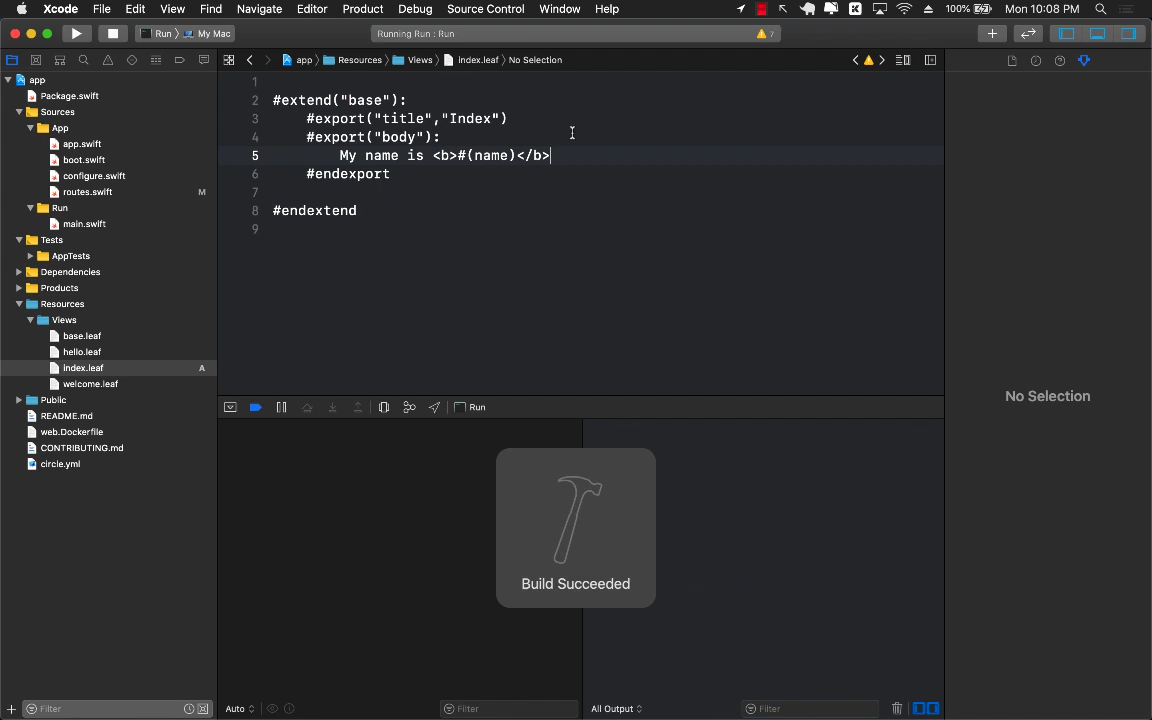 Xcode File Edit View Find Navigate Editor Product Debug Source Control Window Help
100% Mon 10:08 PM
Run 〉 My Mac
Running Run : Run
7
app 〉 Resources 〉 Views 〉 index.leaf 〉 No Selection
app
Package.swift
Sources
App
app.swift
boot.swift
configure.swift
routes.swift M
Run
main.swift
Tests
AppTests
Dependencies
Products
Resources
Views
base.leaf
hello.leaf
index.leaf A
welcome.leaf
Public
README.md
web.Dockerfile
CONTRIBUTING.md
circle.yml
Filter
1
2 #extend("base"):
3 #export("title","Index")
4 #export("body"):
5 My name is <b>#(name)</b>
6 #endexport
7
8 #endextend
9
Run
Build Succeeded
Auto
Filter
All Output
Filter
No Selection